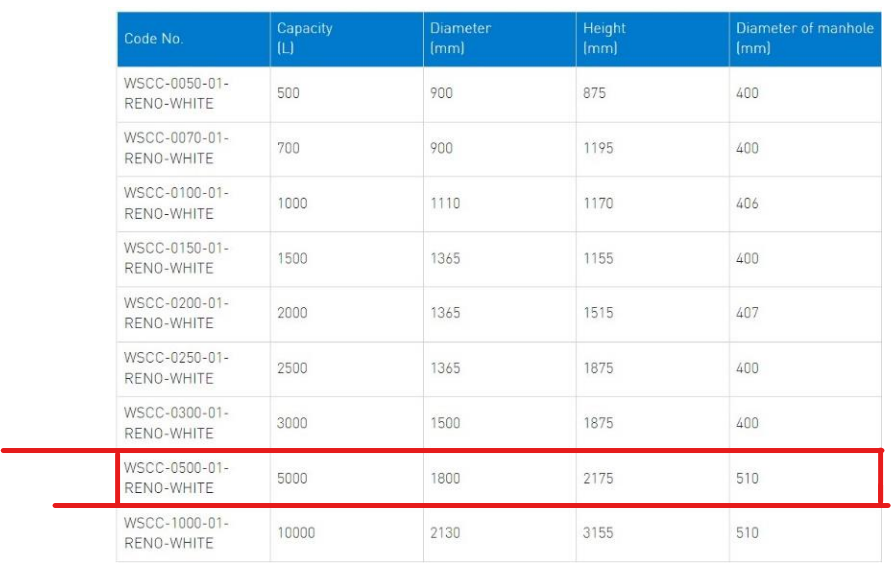 Code No.
Capacity
(L)
Diameter
(mm)
Height
(mm)
Diameter of manhole
(mm)
WSCC-0050-01-
RENO-WHITE
500
900
875
400
WSCC-0070-01-
RENO-WHITE
700
900
1195
400
WSCC-0100-01-
RENO-WHITE
1000
1110
1170
406
WSCC-0150-01-
RENO-WHITE
1500
1365
1155
400
WSCC-0200-01-
RENO-WHITE
2000
1365
1515
407
WSCC-0250-01-
RENO-WHITE
2500
1365
1875
400
WSCC-0300-01-
RENO-WHITE
3000
1500
1875
400
WSCC-0500-01-
RENO-WHITE
5000
1800
2175
510
WSCC-1000-01-
RENO-WHITE
10000
2130
3155
510